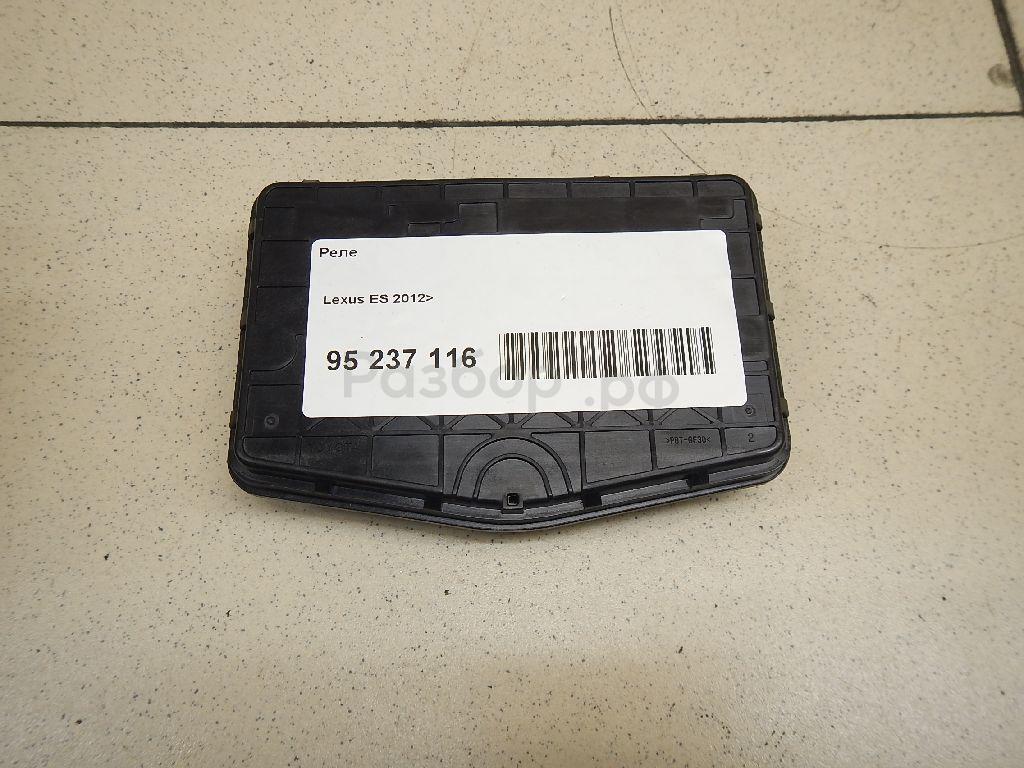 Реле
Lexus ES 2012>
95 237 116
Разбор.рф
>PBT-GF30<
2